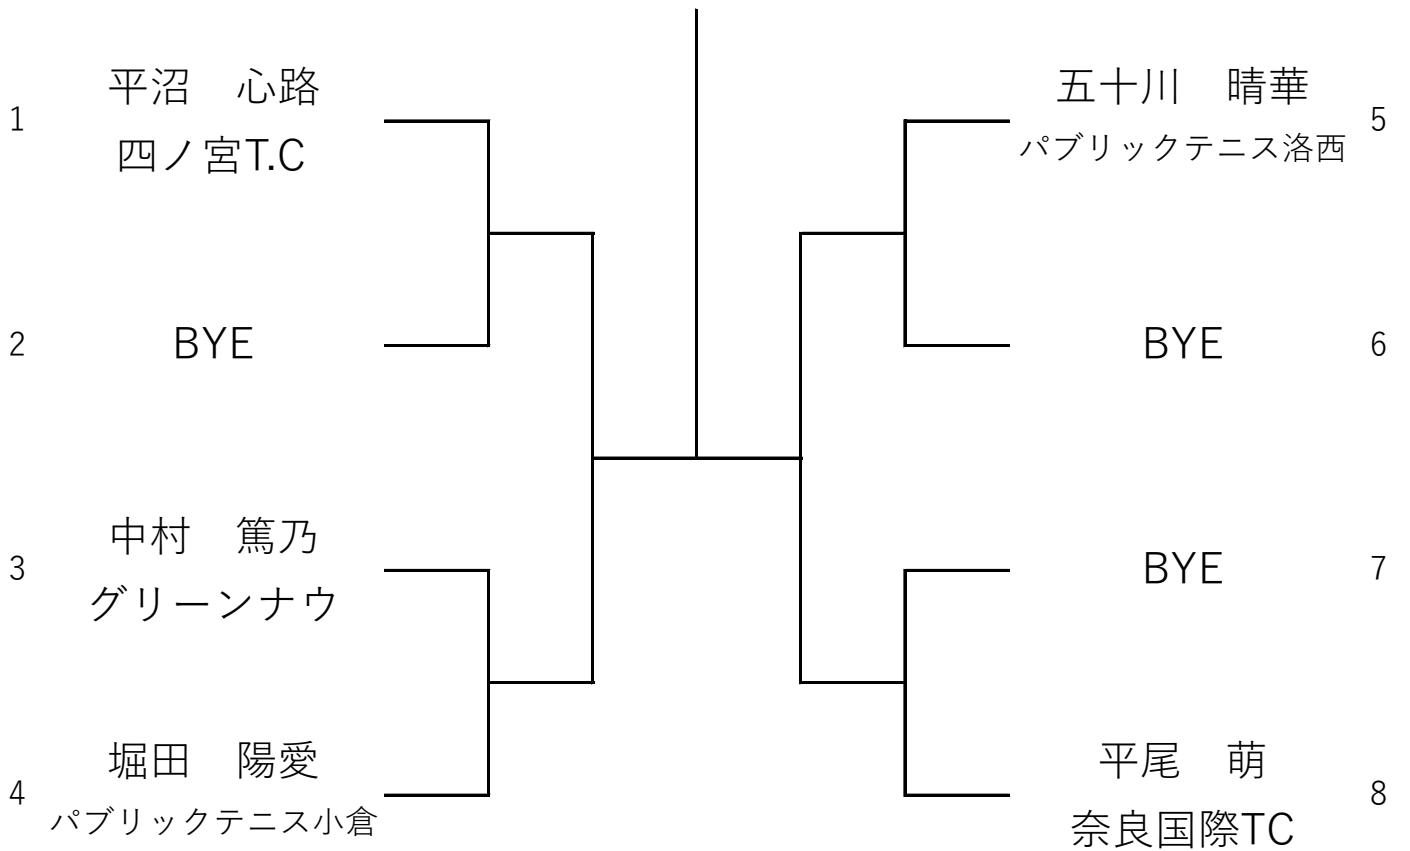 1
平沼　心路
四ノ宮T.C
2
BYE
3
中村　篤乃
グリーンナウ
4
堀田　陽愛
パブリックテニス小倉
五十川　晴華
パブリックテニス洛西
5
BYE
6
BYE
7
平尾　萌
奈良国際TC
8